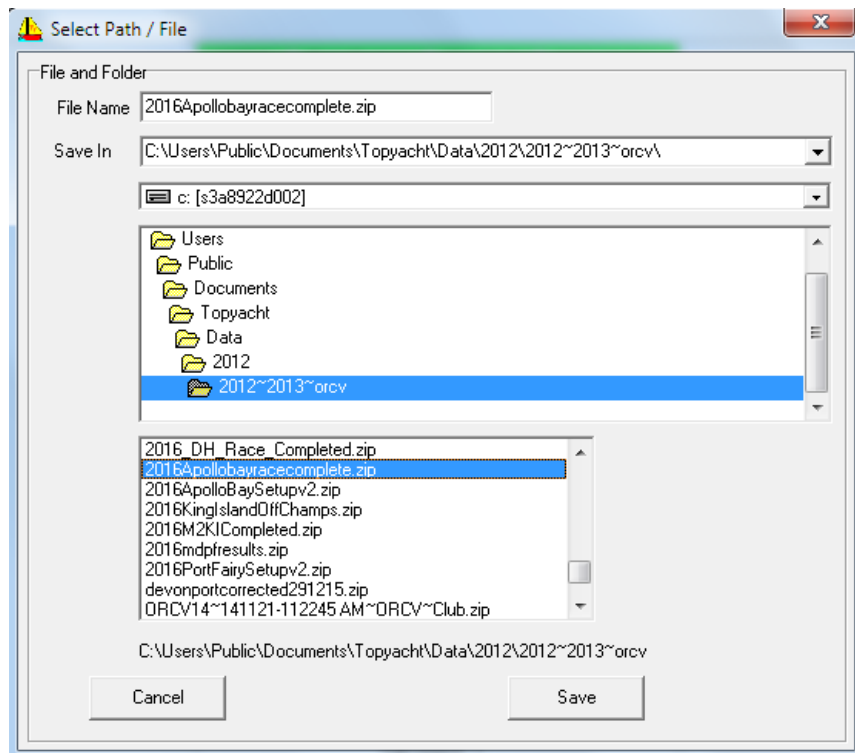 Select Path / File
File and Folder
File Name 2016Apollobayracecomplete.zip
Save In C:\Users\Public\Documents\Topyacht\Data\2012\2012~2013~orcv\
c: [s3a8922d002]
Users
Public
Documents
Topyacht
Data
2012
2012~2013~orcv
2016_DH_Race_Completed.zip
2016Apollobayracecomplete.zip
2016ApolloBaySetupv2.zip
2016KingIslandOffChamps.zip
2016M2KICompleted.zip
2016mdpfresults.zip
2016PortFairySetupv2.zip
devonportcorrected291215.zip
ORCV14~141121-112245 AM~ORCV~Club.zip
C:\Users\Public\Documents\Topyacht\Data\2012\2012~2013~orcv
Cancel Save